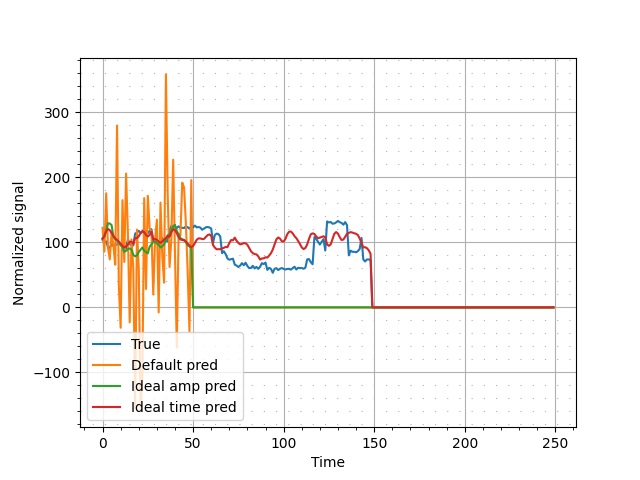 Normalized signal
300
200
100
0
−100
0
50
100
150
200
250
Time
True
Default pred
Ideal amp pred
Ideal time pred